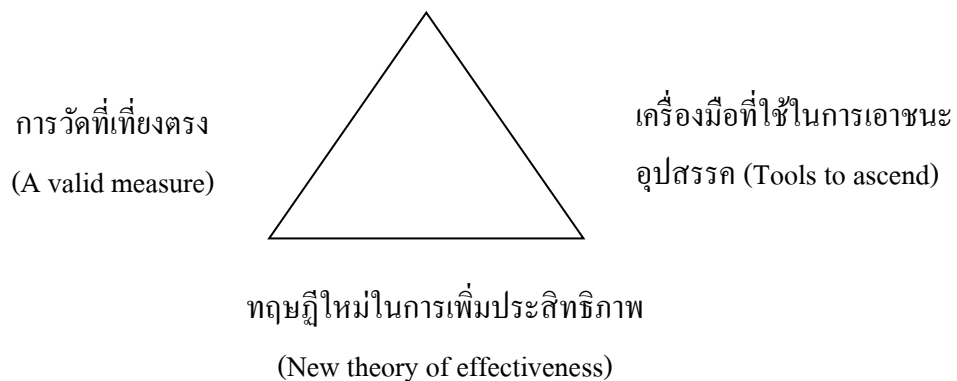 การวัดที่เที่ยงตรง
(A valid measure)
เครื่องมือที่ใช้ในการเอาชนะ
อุปสรรค (Tools to ascend)
ทฤษฎีใหม่ในการเพิ่มประสิทธิภาพ
(New theory of effectiveness)